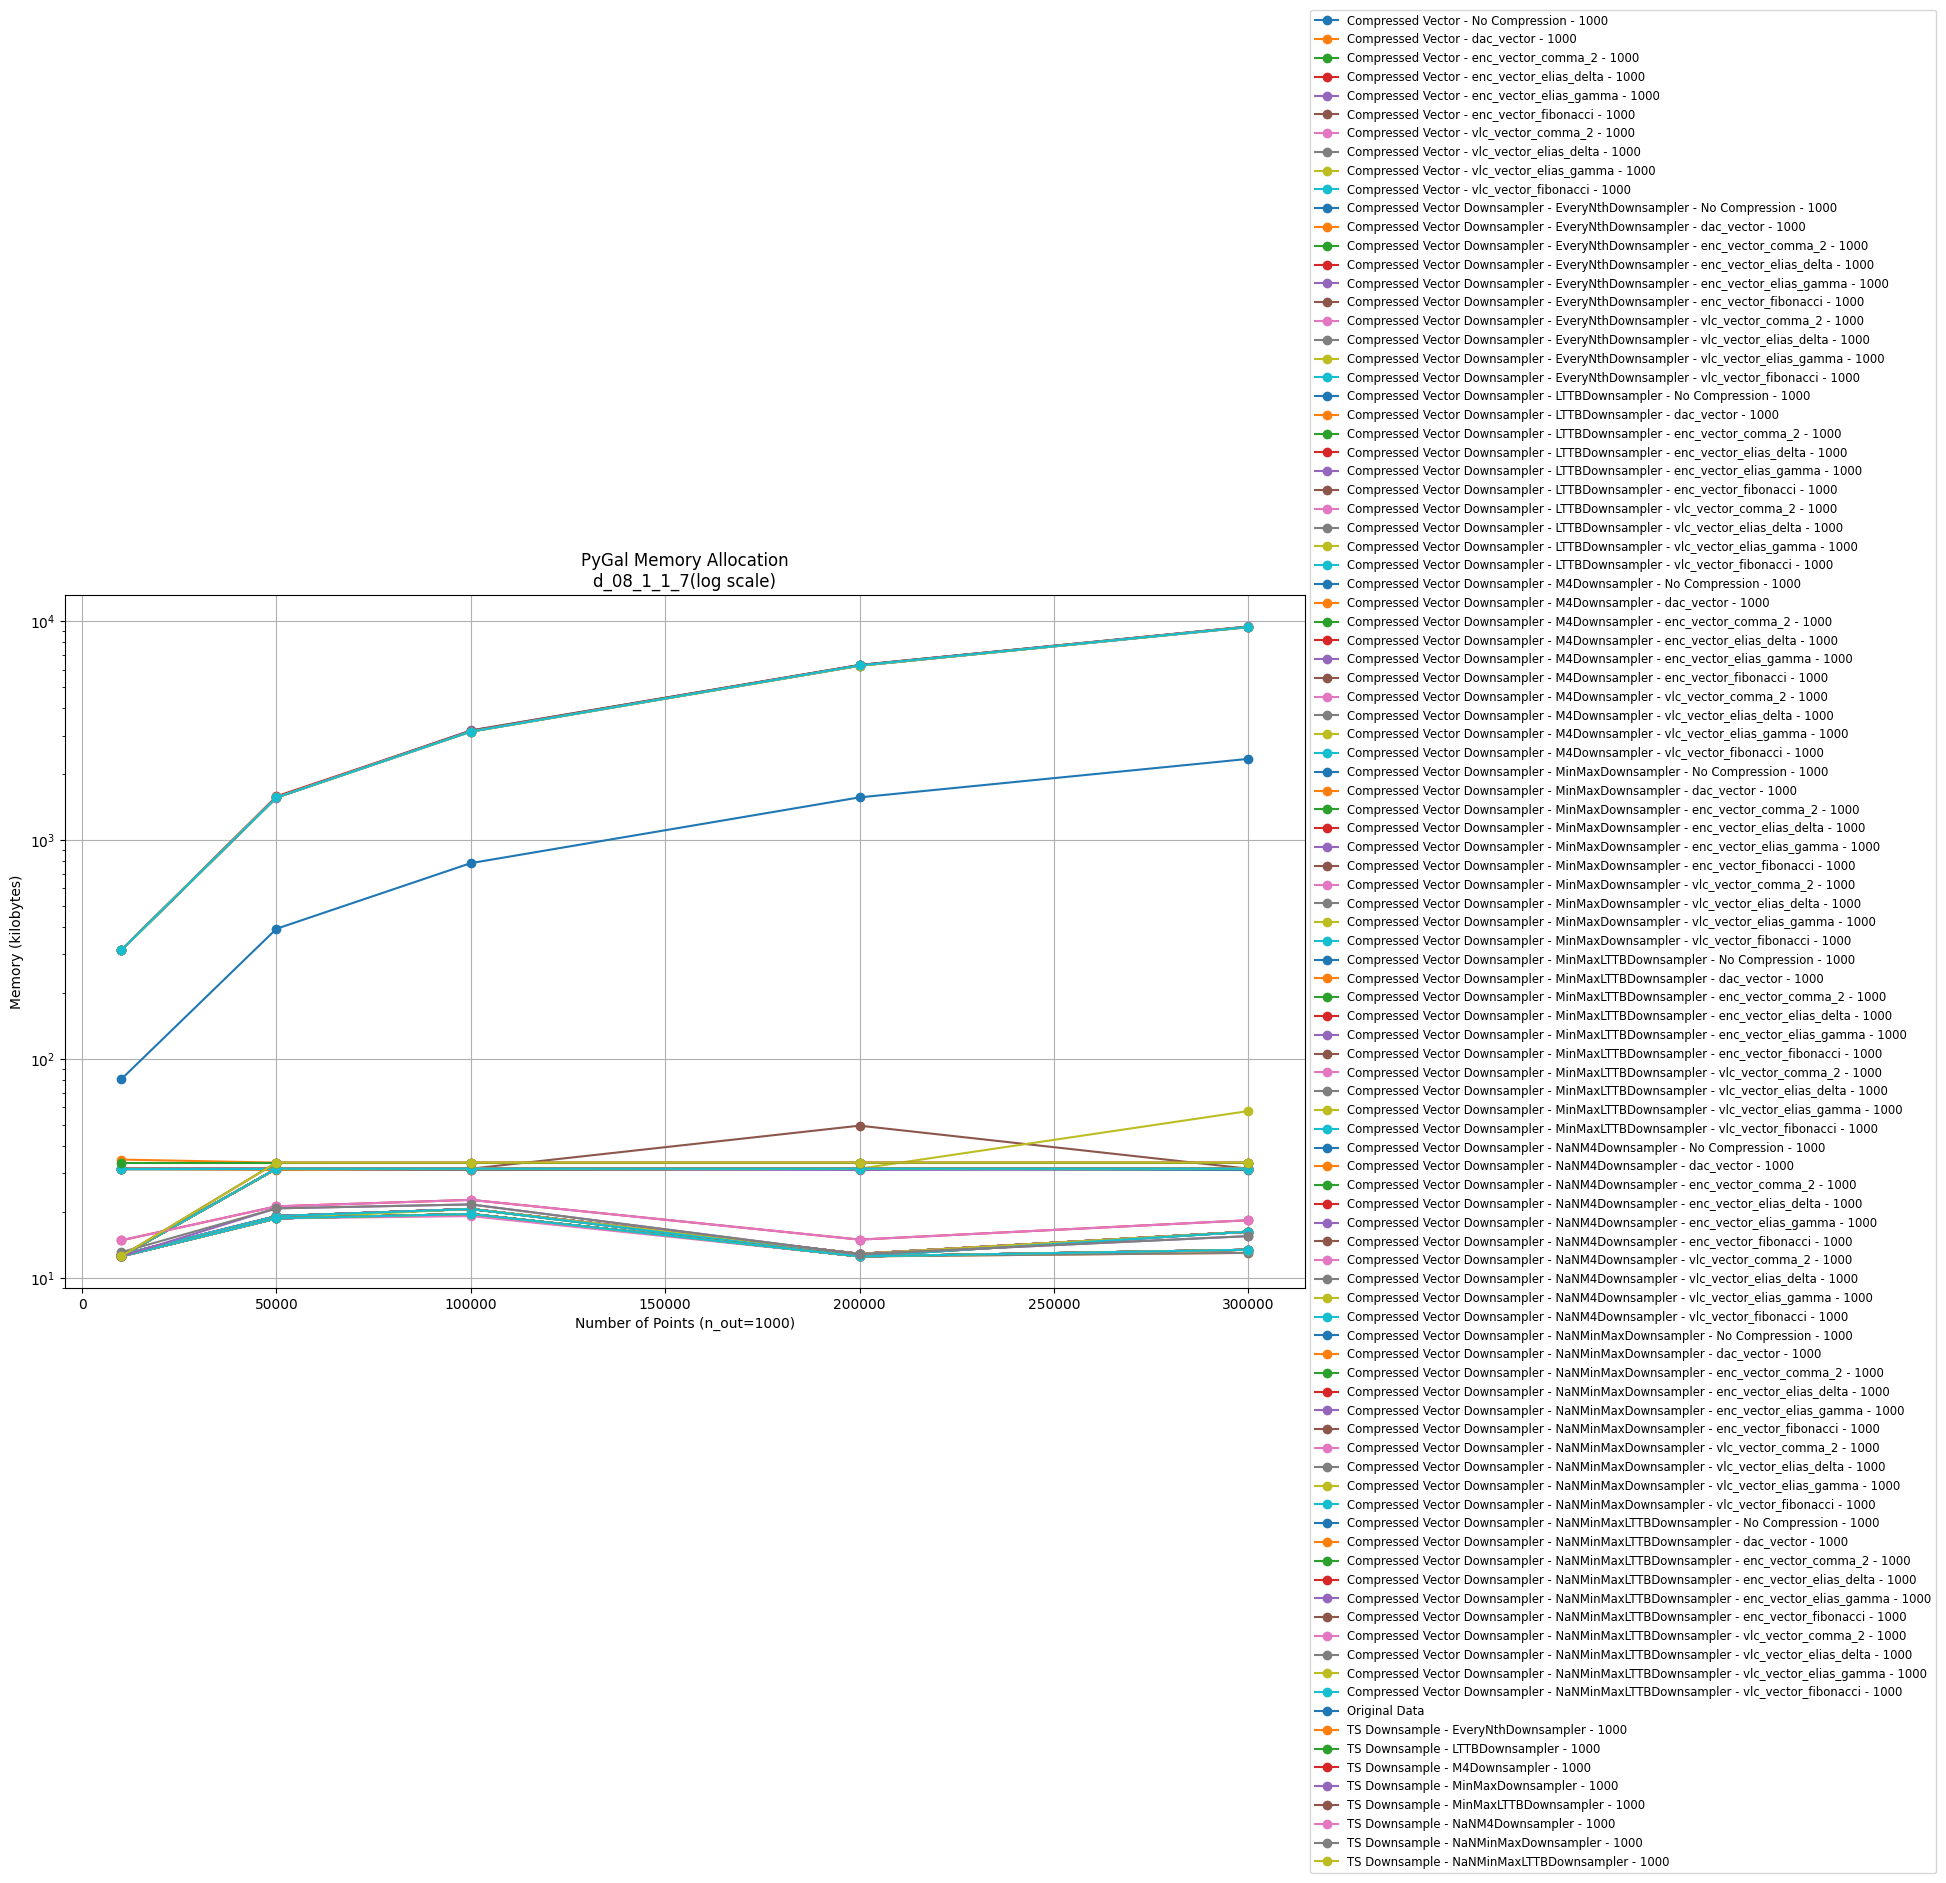 PyGal Memory Allocation
d_08_1_1_7(log scale)
Memory (kilobytes)
10^4
10^3
10^2
10^1
0
50000
100000
150000
200000
250000
300000
Number of Points (n_out=1000)
Compressed Vector - No Compression - 1000
Compressed Vector - dac_vector - 1000
Compressed Vector - enc_vector_comma_2 - 1000
Compressed Vector - enc_vector_elias_delta - 1000
Compressed Vector - enc_vector_elias_gamma - 1000
Compressed Vector - enc_vector_fibonacci - 1000
Compressed Vector - vlc_vector_comma_2 - 1000
Compressed Vector - vlc_vector_elias_delta - 1000
Compressed Vector - vlc_vector_elias_gamma - 1000
Compressed Vector - vlc_vector_fibonacci - 1000
Compressed Vector Downsampler - EveryNthDownsampler - No Compression - 1000
Compressed Vector Downsampler - EveryNthDownsampler - dac_vector - 1000
Compressed Vector Downsampler - EveryNthDownsampler - enc_vector_comma_2 - 1000
Compressed Vector Downsampler - EveryNthDownsampler - enc_vector_elias_delta - 1000
Compressed Vector Downsampler - EveryNthDownsampler - enc_vector_elias_gamma - 1000
Compressed Vector Downsampler - EveryNthDownsampler - enc_vector_fibonacci - 1000
Compressed Vector Downsampler - EveryNthDownsampler - vlc_vector_comma_2 - 1000
Compressed Vector Downsampler - EveryNthDownsampler - vlc_vector_elias_delta - 1000
Compressed Vector Downsampler - EveryNthDownsampler - vlc_vector_elias_gamma - 1000
Compressed Vector Downsampler - EveryNthDownsampler - vlc_vector_fibonacci - 1000
Compressed Vector Downsampler - LTTBDownsampler - No Compression - 1000
Compressed Vector Downsampler - LTTBDownsampler - dac_vector - 1000
Compressed Vector Downsampler - LTTBDownsampler - enc_vector_comma_2 - 1000
Compressed Vector Downsampler - LTTBDownsampler - enc_vector_elias_delta - 1000
Compressed Vector Downsampler - LTTBDownsampler - enc_vector_elias_gamma - 1000
Compressed Vector Downsampler - LTTBDownsampler - enc_vector_fibonacci - 1000
Compressed Vector Downsampler - LTTBDownsampler - vlc_vector_comma_2 - 1000
Compressed Vector Downsampler - LTTBDownsampler - vlc_vector_elias_delta - 1000
Compressed Vector Downsampler - LTTBDownsampler - vlc_vector_elias_gamma - 1000
Compressed Vector Downsampler - LTTBDownsampler - vlc_vector_fibonacci - 1000
Compressed Vector Downsampler - M4Downsampler - No Compression - 1000
Compressed Vector Downsampler - M4Downsampler - dac_vector - 1000
Compressed Vector Downsampler - M4Downsampler - enc_vector_comma_2 - 1000
Compressed Vector Downsampler - M4Downsampler - enc_vector_elias_delta - 1000
Compressed Vector Downsampler - M4Downsampler - enc_vector_elias_gamma - 1000
Compressed Vector Downsampler - M4Downsampler - enc_vector_fibonacci - 1000
Compressed Vector Downsampler - M4Downsampler - vlc_vector_comma_2 - 1000
Compressed Vector Downsampler - M4Downsampler - vlc_vector_elias_delta - 1000
Compressed Vector Downsampler - M4Downsampler - vlc_vector_elias_gamma - 1000
Compressed Vector Downsampler - M4Downsampler - vlc_vector_fibonacci - 1000
Compressed Vector Downsampler - MinMaxDownsampler - No Compression - 1000
Compressed Vector Downsampler - MinMaxDownsampler - dac_vector - 1000
Compressed Vector Downsampler - MinMaxDownsampler - enc_vector_comma_2 - 1000
Compressed Vector Downsampler - MinMaxDownsampler - enc_vector_elias_delta - 1000
Compressed Vector Downsampler - MinMaxDownsampler - enc_vector_elias_gamma - 1000
Compressed Vector Downsampler - MinMaxDownsampler - enc_vector_fibonacci - 1000
Compressed Vector Downsampler - MinMaxDownsampler - vlc_vector_comma_2 - 1000
Compressed Vector Downsampler - MinMaxDownsampler - vlc_vector_elias_delta - 1000
Compressed Vector Downsampler - MinMaxDownsampler - vlc_vector_elias_gamma - 1000
Compressed Vector Downsampler - MinMaxDownsampler - vlc_vector_fibonacci - 1000
Compressed Vector Downsampler - MinMaxLTTBDownsampler - No Compression - 1000
Compressed Vector Downsampler - MinMaxLTTBDownsampler - dac_vector - 1000
Compressed Vector Downsampler - MinMaxLTTBDownsampler - enc_vector_comma_2 - 1000
Compressed Vector Downsampler - MinMaxLTTBDownsampler - enc_vector_elias_delta - 1000
Compressed Vector Downsampler - MinMaxLTTBDownsampler - enc_vector_elias_gamma - 1000
Compressed Vector Downsampler - MinMaxLTTBDownsampler - enc_vector_fibonacci - 1000
Compressed Vector Downsampler - MinMaxLTTBDownsampler - vlc_vector_comma_2 - 1000
Compressed Vector Downsampler - MinMaxLTTBDownsampler - vlc_vector_elias_delta - 1000
Compressed Vector Downsampler - MinMaxLTTBDownsampler - vlc_vector_elias_gamma - 1000
Compressed Vector Downsampler - MinMaxLTTBDownsampler - vlc_vector_fibonacci - 1000
Compressed Vector Downsampler - NaNM4Downsampler - No Compression - 1000
Compressed Vector Downsampler - NaNM4Downsampler - dac_vector - 1000
Compressed Vector Downsampler - NaNM4Downsampler - enc_vector_comma_2 - 1000
Compressed Vector Downsampler - NaNM4Downsampler - enc_vector_elias_delta - 1000
Compressed Vector Downsampler - NaNM4Downsampler - enc_vector_elias_gamma - 1000
Compressed Vector Downsampler - NaNM4Downsampler - enc_vector_fibonacci - 1000
Compressed Vector Downsampler - NaNM4Downsampler - vlc_vector_comma_2 - 1000
Compressed Vector Downsampler - NaNM4Downsampler - vlc_vector_elias_delta - 1000
Compressed Vector Downsampler - NaNM4Downsampler - vlc_vector_elias_gamma - 1000
Compressed Vector Downsampler - NaNM4Downsampler - vlc_vector_fibonacci - 1000
Compressed Vector Downsampler - NaNMinMaxDownsampler - No Compression - 1000
Compressed Vector Downsampler - NaNMinMaxDownsampler - dac_vector - 1000
Compressed Vector Downsampler - NaNMinMaxDownsampler - enc_vector_comma_2 - 1000
Compressed Vector Downsampler - NaNMinMaxDownsampler - enc_vector_elias_delta - 1000
Compressed Vector Downsampler - NaNMinMaxDownsampler - enc_vector_elias_gamma - 1000
Compressed Vector Downsampler - NaNMinMaxDownsampler - enc_vector_fibonacci - 1000
Compressed Vector Downsampler - NaNMinMaxDownsampler - vlc_vector_comma_2 - 1000
Compressed Vector Downsampler - NaNMinMaxDownsampler - vlc_vector_elias_delta - 1000
Compressed Vector Downsampler - NaNMinMaxDownsampler - vlc_vector_elias_gamma - 1000
Compressed Vector Downsampler - NaNMinMaxDownsampler - vlc_vector_fibonacci - 1000
Compressed Vector Downsampler - NaNMinMaxLTTBDownsampler - No Compression - 1000
Compressed Vector Downsampler - NaNMinMaxLTTBDownsampler - dac_vector - 1000
Compressed Vector Downsampler - NaNMinMaxLTTBDownsampler - enc_vector_comma_2 - 1000
Compressed Vector Downsampler - NaNMinMaxLTTBDownsampler - enc_vector_elias_delta - 1000
Compressed Vector Downsampler - NaNMinMaxLTTBDownsampler - enc_vector_elias_gamma - 1000
Compressed Vector Downsampler - NaNMinMaxLTTBDownsampler - enc_vector_fibonacci - 1000
Compressed Vector Downsampler - NaNMinMaxLTTBDownsampler - vlc_vector_comma_2 - 1000
Compressed Vector Downsampler - NaNMinMaxLTTBDownsampler - vlc_vector_elias_delta - 1000
Compressed Vector Downsampler - NaNMinMaxLTTBDownsampler - vlc_vector_elias_gamma - 1000
Compressed Vector Downsampler - NaNMinMaxLTTBDownsampler - vlc_vector_fibonacci - 1000
Original Data
TS Downsample - EveryNthDownsampler - 1000
TS Downsample - LTTBDownsampler - 1000
TS Downsample - M4Downsampler - 1000
TS Downsample - MinMaxDownsampler - 1000
TS Downsample - MinMaxLTTBDownsampler - 1000
TS Downsample - NaNM4Downsampler - 1000
TS Downsample - NaNMinMaxDownsampler - 1000
TS Downsample - NaNMinMaxLTTBDownsampler - 1000